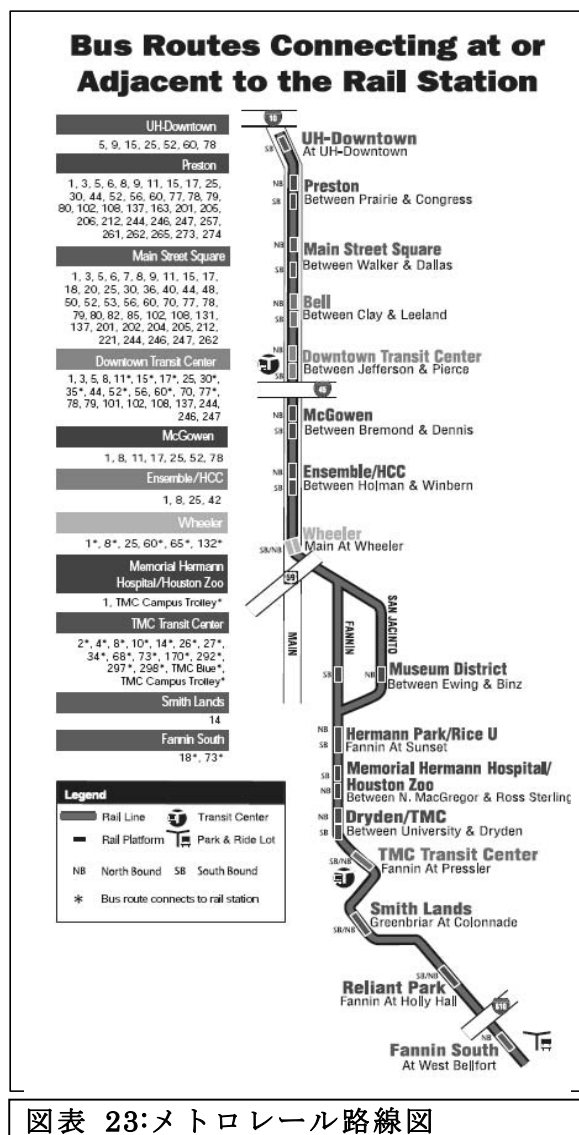 Bus Routes Connecting at or
Adjacent to the Rail Station
UH-Downtown
5, 9, 15, 25, 52, 60, 78
Preston
1, 3, 5, 6, 8, 9, 11, 15, 17, 25,
30, 44, 52, 56, 60, 77, 78, 79,
80, 102, 108, 137, 163, 201, 205,
206, 212, 244, 246, 247, 257,
261, 262, 265, 273, 274
Main Street Square
1, 3, 5, 6, 7, 8, 9, 11, 15, 17,
18, 20, 25, 30, 36, 40, 44, 48,
50, 52, 53, 56, 60, 70, 77, 78,
79, 80, 82, 85, 102, 108, 131,
137, 201, 202, 204, 205, 212,
221, 244, 246, 247, 262
Downtown Transit Center
1, 3, 5, 8, 11*, 15*, 17*, 25, 30*,
35*, 44, 52*, 56, 60*, 70, 77*,
78, 79, 101, 102, 108, 137, 244,
246, 247
McGowen
1, 8, 11, 17, 25, 52, 78
Ensemble/HCC
1, 8, 25, 42
Wheeler
1*, 8*, 25, 60*, 65*, 132*
Memorial Hermann
Hospital/Houston Zoo
1, TMC Campus Trolley*
TMC Transit Center
2*, 4*, 8*, 10*, 14*, 26*, 27*,
34*, 68*, 73*, 170*, 292*,
297*, 298*, TMC Blue*,
TMC Campus Trolley*
Smith Lands
14
Fannin South
18*, 73*
Legend
Rail Line
Transit Center
Rail Platform
Park & Ride Lot
NB North Bound
SB South Bound
* Bus route connects to rail station
10
SB
UH-Downtown
At UH-Downtown
NB
SB
Preston
Between Prairie & Congress
NB
SB
Main Street Square
Between Walker & Dallas
NB
SB
Bell
Between Clay & Leeland
NB
SB
Downtown Transit Center
Between Jefferson & Pierce
45
NB
SB
McGowen
Between Bremond & Dennis
NB
SB
Ensemble/HCC
Between Holman & Winbern
SB/NB
Wheeler
Main At Wheeler
59
MAIN
FANNIN
SAN JACINTO
SB
NB
Museum District
Between Ewing & Binz
NB
SB
Hermann Park/Rice U
Fannin At Sunset
SB
NB
Memorial Hermann Hospital/
Houston Zoo
Between N. MacGregor & Ross Sterling
NB
SB
Dryden/TMC
Between University & Dryden
SB/NB
TMC Transit Center
Fannin At Pressler
Smith Lands
Greenbriar At Colonnade
SB/NB
SB/NB
Reliant Park
Fannin At Holly Hall
610
NB
Fannin South
At West Bellfort
図表 23:メトロレール路線図